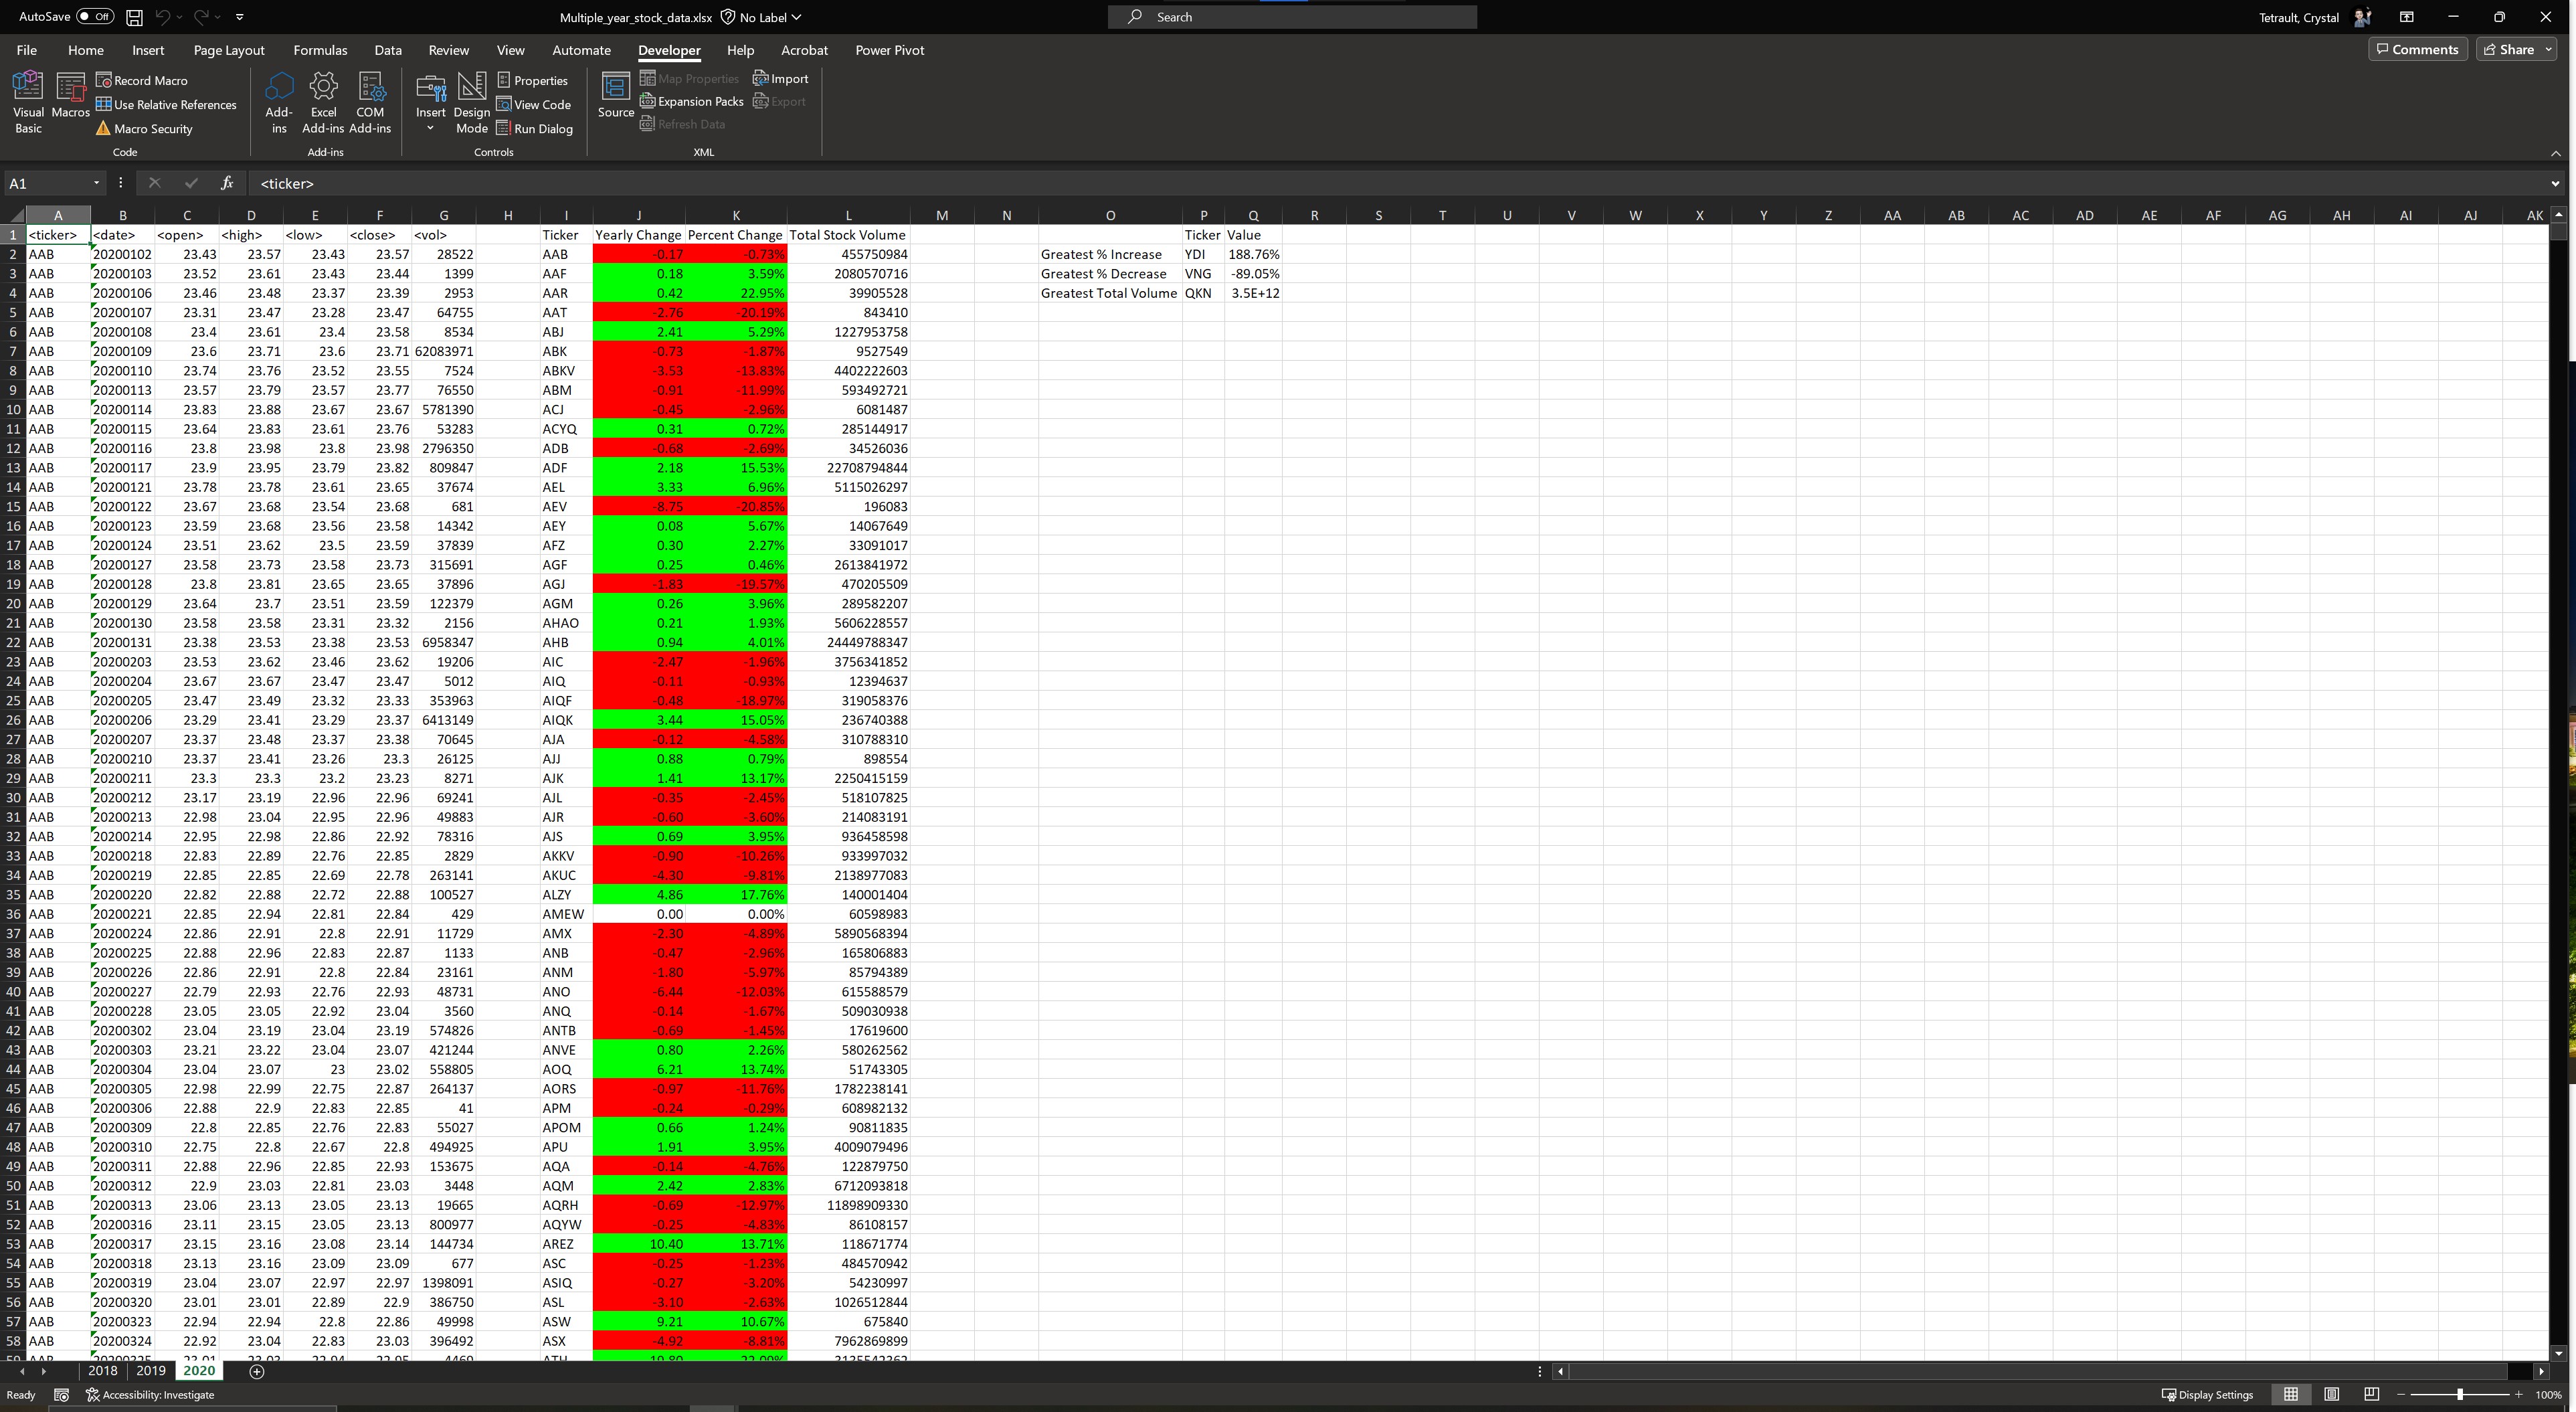 AutoSave Off Multiple_year_stock_data.xlsx No Label Search Tetrault, Crystal
File Home Insert Page Layout Formulas Data Review View Automate Developer Help Acrobat Power Pivot Comments Share
Visual Basic Macros Record Macro Use Relative References Macro Security
Add-ins Excel Add-ins COM Add-ins
Insert Design Mode Properties View Code Run Dialog
Source Map Properties Expansion Packs Refresh Data Import Export
Code Add-ins Controls XML
A1 fx <ticker>
A B C D E F G H I J K L M N O P Q R S T U V W X Y Z AA AB AC AD AE AF AG AH AI AJ AK
1 <ticker> <date> <open> <high> <low> <close> <vol> Ticker Yearly Change Percent Change Total Stock Volume Ticker Value
2 AAB 20200102 23.43 23.57 23.43 23.57 28522 AAB -0.17 -0.73% 455750984 Greatest % Increase YDI 188.76%
3 AAB 20200103 23.52 23.61 23.43 23.44 1399 AAF 0.18 3.59% 2080570716 Greatest % Decrease VNG -89.05%
4 AAB 20200106 23.46 23.48 23.37 23.39 2953 AAR 0.42 22.95% 39905528 Greatest Total Volume QKN 3.5E+12
5 AAB 20200107 23.31 23.47 23.28 23.47 64755 AAT -2.76 -20.19% 843410
6 AAB 20200108 23.4 23.61 23.4 23.58 8534 ABJ 2.41 5.29% 1227953758
7 AAB 20200109 23.6 23.71 23.6 23.71 62083971 ABK -0.73 -1.87% 9527549
8 AAB 20200110 23.74 23.76 23.52 23.55 7524 ABKV -3.53 -13.83% 4402222603
9 AAB 20200113 23.57 23.79 23.57 23.77 76550 ABM -0.91 -11.99% 593492721
10 AAB 20200114 23.83 23.88 23.67 23.67 5781390 ACJ -0.45 -2.96% 6081487
11 AAB 20200115 23.64 23.83 23.61 23.76 53283 ACYQ 0.31 0.72% 285144917
12 AAB 20200116 23.8 23.98 23.8 23.98 2796350 ADB -0.68 -2.69% 34526036
13 AAB 20200117 23.9 23.95 23.79 23.82 809847 ADF 2.18 15.53% 22708794844
14 AAB 20200121 23.78 23.78 23.61 23.65 37674 AEL 3.33 6.96% 5115026297
15 AAB 20200122 23.67 23.68 23.54 23.68 681 AEV -8.75 -20.85% 196083
16 AAB 20200123 23.59 23.68 23.56 23.58 14342 AEY 0.08 5.67% 14067649
17 AAB 20200124 23.51 23.62 23.5 23.59 37839 AFZ 0.30 2.27% 33091017
18 AAB 20200127 23.58 23.73 23.58 23.73 315691 AGF 0.25 0.46% 2613841972
19 AAB 20200128 23.8 23.81 23.65 23.65 37896 AGJ -1.83 -19.57% 470205509
20 AAB 20200129 23.64 23.7 23.51 23.59 122379 AGM 0.26 3.96% 289582207
21 AAB 20200130 23.58 23.58 23.31 23.32 2156 AHAO 0.21 1.93% 5606228557
22 AAB 20200131 23.38 23.53 23.38 23.53 6958347 AHB 0.94 4.01% 24449788347
23 AAB 20200203 23.53 23.62 23.46 23.62 19206 AIC -2.47 -1.96% 3756341852
24 AAB 20200204 23.67 23.67 23.47 23.47 5012 AIQ -0.11 -0.93% 12394637
25 AAB 20200205 23.47 23.49 23.32 23.33 353963 AIQF -0.48 -18.97% 319058376
26 AAB 20200206 23.29 23.41 23.29 23.37 6413149 AIQK 3.44 15.05% 236740388
27 AAB 20200207 23.37 23.48 23.37 23.38 70645 AJA -0.12 -4.58% 310788310
28 AAB 20200210 23.37 23.41 23.26 23.3 26125 AJJ 0.88 0.79% 898554
29 AAB 20200211 23.3 23.3 23.2 23.23 8271 AJK 1.41 13.17% 2250415159
30 AAB 20200212 23.17 23.19 22.96 22.96 69241 AJL -0.35 -2.45% 518107825
31 AAB 20200213 22.98 23.04 22.95 22.96 49883 AJR -0.60 -3.60% 214083191
32 AAB 20200214 22.95 22.98 22.86 22.92 78316 AJS 0.69 3.95% 936458598
33 AAB 20200218 22.83 22.89 22.76 22.85 2829 AKKV -0.90 -10.26% 933997032
34 AAB 20200219 22.85 22.85 22.69 22.78 263141 AKUC -4.30 -9.81% 2138977083
35 AAB 20200220 22.82 22.88 22.72 22.88 100527 ALZY 4.86 17.76% 140001404
36 AAB 20200221 22.85 22.94 22.81 22.84 429 AMEW 0.00 0.00% 60598983
37 AAB 20200224 22.86 22.91 22.8 22.91 11729 AMX -2.30 -4.89% 5890568394
38 AAB 20200225 22.88 22.96 22.83 22.87 1133 ANB -0.47 -2.96% 165806883
39 AAB 20200226 22.86 22.91 22.8 22.84 23161 ANM -1.80 -5.97% 85794389
40 AAB 20200227 22.79 22.93 22.76 22.93 48731 ANO -6.44 -12.03% 615588579
41 AAB 20200228 23.05 23.05 22.92 23.04 3560 ANQ -0.14 -1.67% 509030938
42 AAB 20200302 23.04 23.19 23.04 23.19 574826 ANTB -0.69 -1.45% 17619600
43 AAB 20200303 23.21 23.22 23.04 23.07 421244 ANVE 0.80 2.26% 580262562
44 AAB 20200304 23.04 23.07 23 23.02 558805 AOQ 6.21 13.74% 51743305
45 AAB 20200305 22.98 22.99 22.75 22.87 264137 AORS -0.97 -11.76% 1782238141
46 AAB 20200306 22.88 22.9 22.83 22.85 41 APM -0.24 -0.29% 608982132
47 AAB 20200309 22.8 22.85 22.76 22.83 55027 APOM 0.66 1.24% 90811835
48 AAB 20200310 22.75 22.8 22.67 22.8 494925 APU 1.91 3.95% 4009079496
49 AAB 20200311 22.88 22.96 22.85 22.93 153675 AQA -0.14 -4.76% 122879750
50 AAB 20200312 22.9 23.03 22.81 23.03 3448 AQM 2.42 2.83% 6712093818
51 AAB 20200313 23.06 23.13 23.05 23.13 19665 AQRH -0.69 -12.97% 11898909330
52 AAB 20200316 23.11 23.15 23.05 23.13 800977 AQYW -0.25 -4.83% 86108157
53 AAB 20200317 23.15 23.16 23.08 23.14 144734 AREZ 10.40 13.71% 118671774
54 AAB 20200318 23.13 23.16 23.09 23.09 677 ASC -0.25 -1.23% 484570942
55 AAB 20200319 23.04 23.07 22.97 22.97 1398091 ASIQ -0.27 -3.20% 54230997
56 AAB 20200320 23.01 23.01 22.89 22.9 386750 ASL -3.10 -2.63% 1026512844
57 AAB 20200323 22.94 22.94 22.8 22.86 49998 ASW 9.21 10.67% 675840
58 AAB 20200324 22.92 23.04 22.83 23.03 396492 ASX -4.92 -8.81% 7962869899
2018 2019 2020
Ready Accessibility: Investigate Display Settings 100%